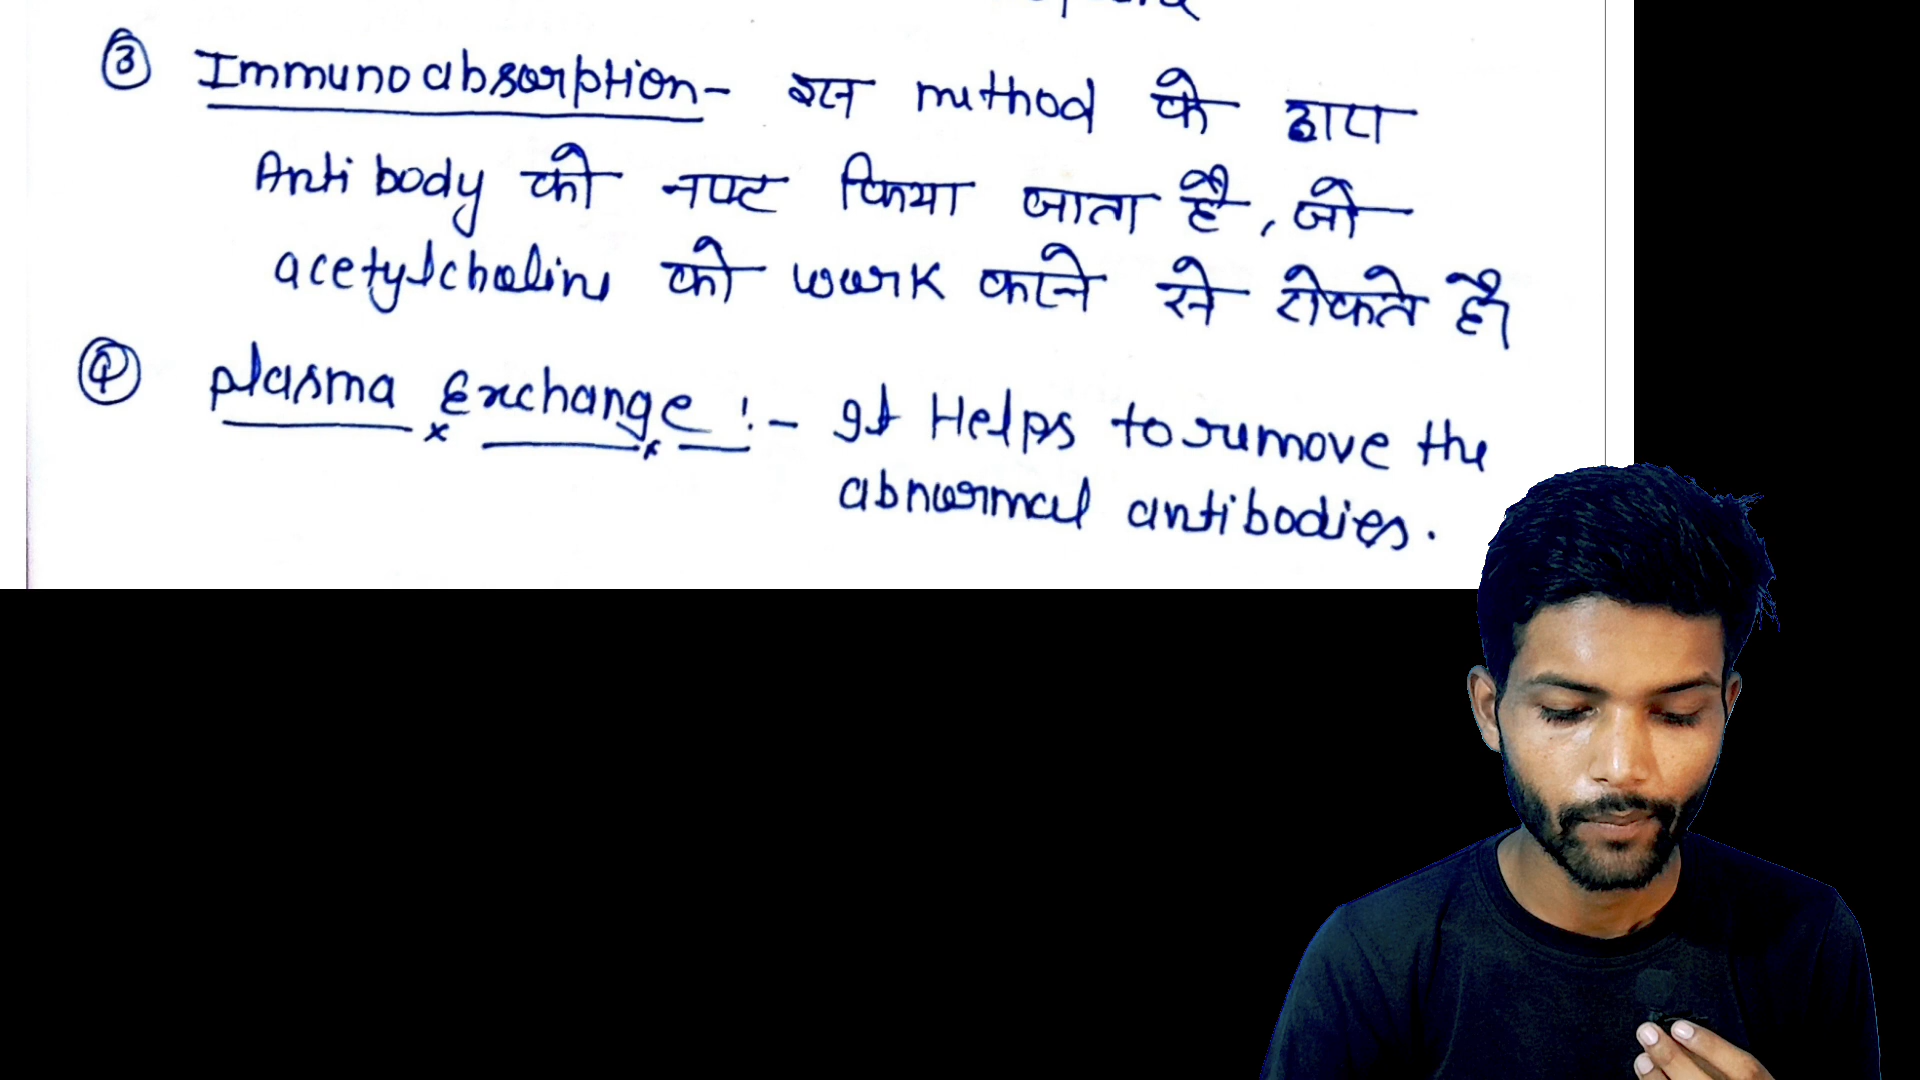 ③ Immunoabsorption - इस method के द्वारा
Antibody को नष्ट किया जाता है, जो
acetylcholine को work करने से रोकते है।
④ Plasma Exchange :- It Helps to remove the
abnormal antibodies.